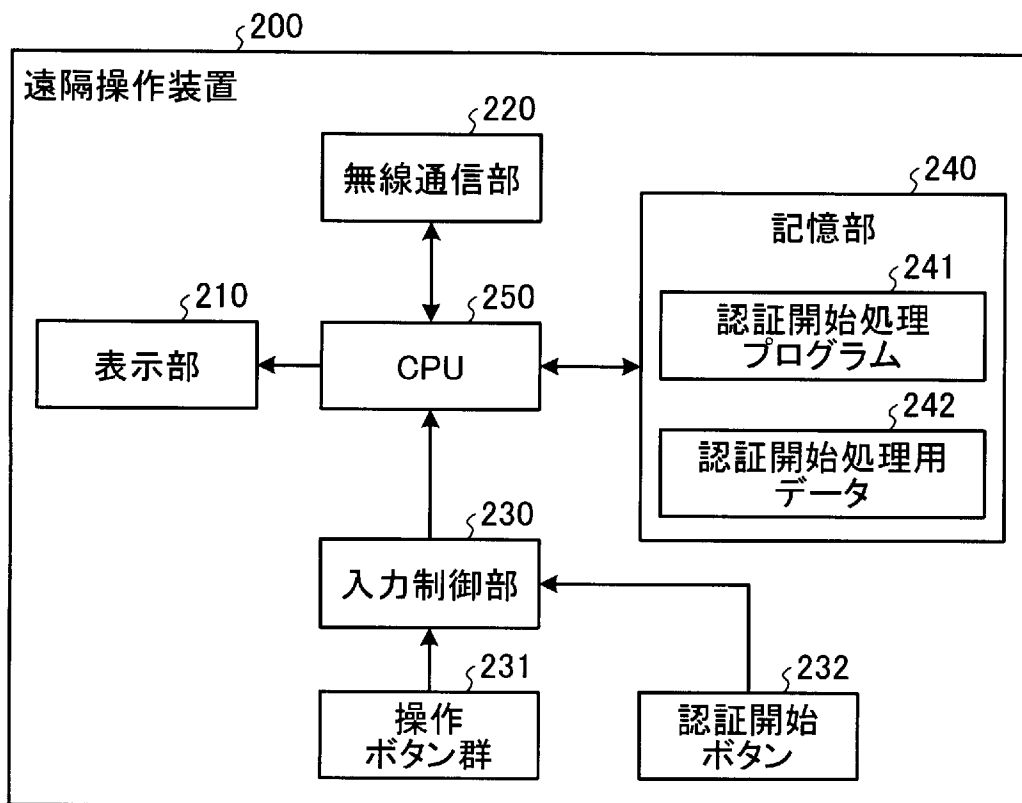 200
遠隔操作装置
220
無線通信部
240
記憶部
241
認証開始処理
プログラム
210
表示部
250
CPU
242
認証開始処理用
データ
230
入力制御部
231
操作
ボタン群
232
認証開始
ボタン